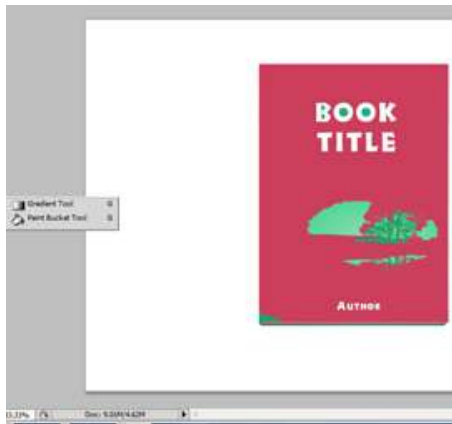 BOOK
TITLE
Gradient Tool G
Paint Bucket Tool G
AUTHOR